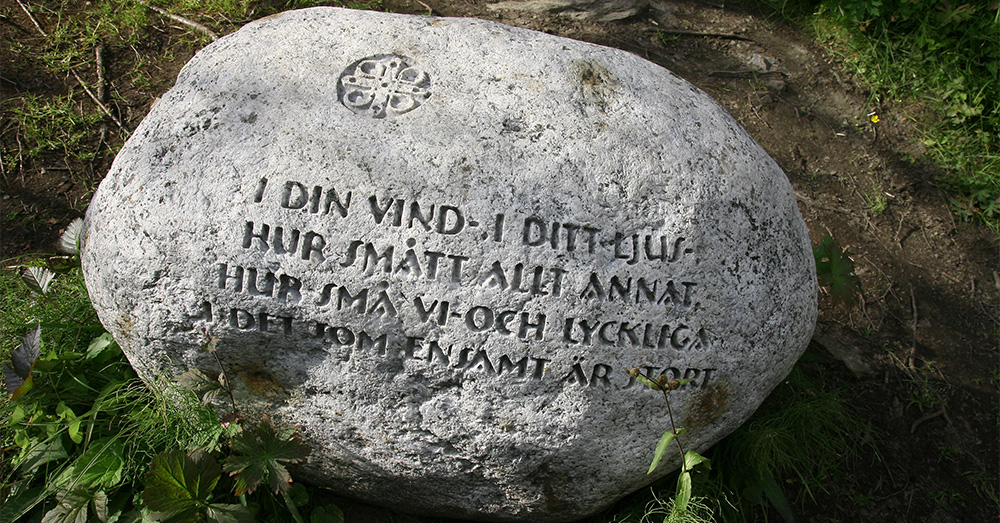 I DIN VIND-. I DITT-LJUS-
HUR SMÅTT ALLT ANNAT,
HUR SMÅ VI-OCH LYCKLIGA
I DET SOM ENSAMT ÄR STORT